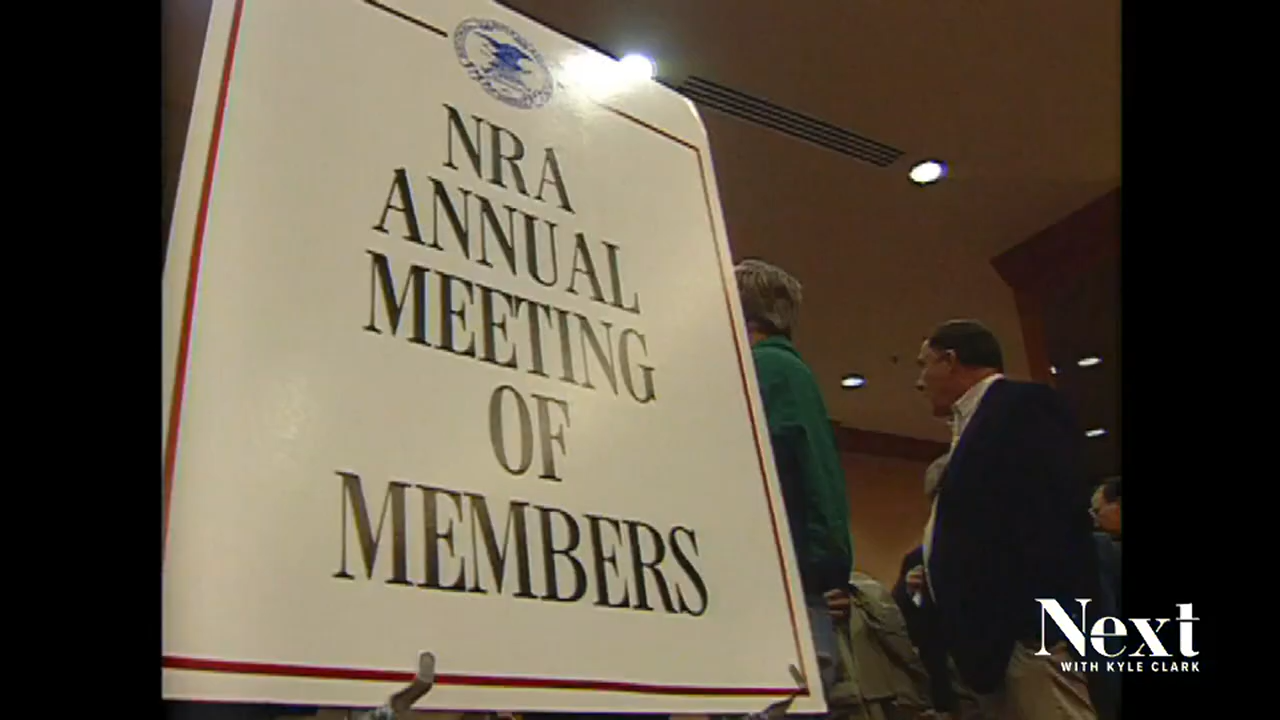 NRA
ANNUAL
MEETING
OF
MEMBERS
Next
WITH KYLE CLARK